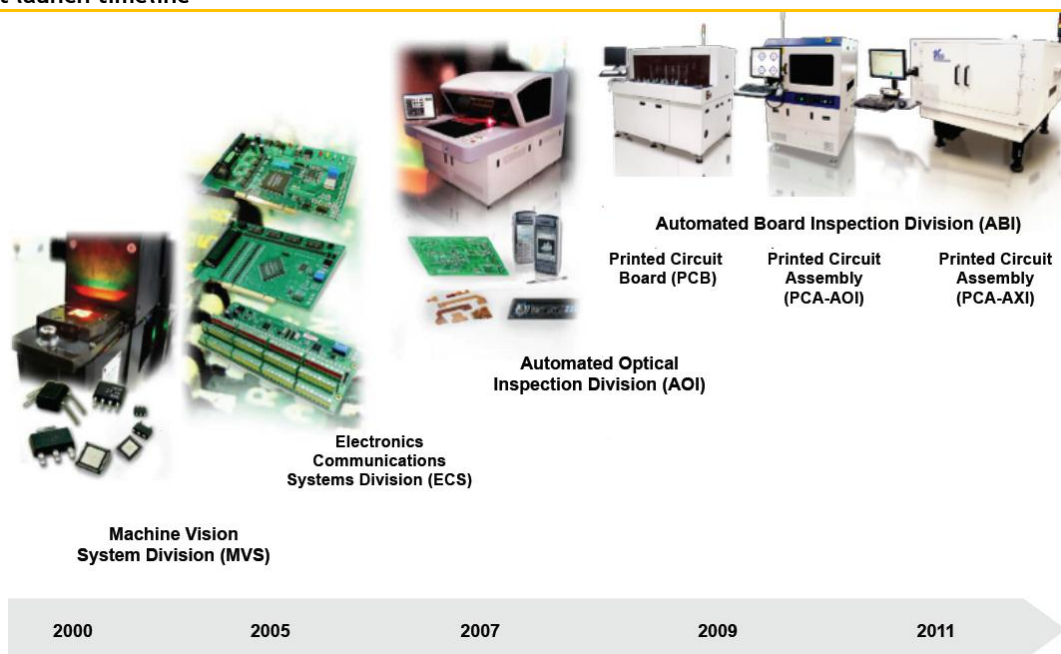 t launch timeline
Automated Board Inspection Division (ABI)
Printed Circuit
Board (PCB)
Printed Circuit
Assembly
(PCA-AOI)
Printed Circuit
Assembly
(PCA-AXI)
Automated Optical
Inspection Division (AOI)
Electronics
Communications
Systems Division (ECS)
Machine Vision
System Division (MVS)
2000
2005
2007
2009
2011